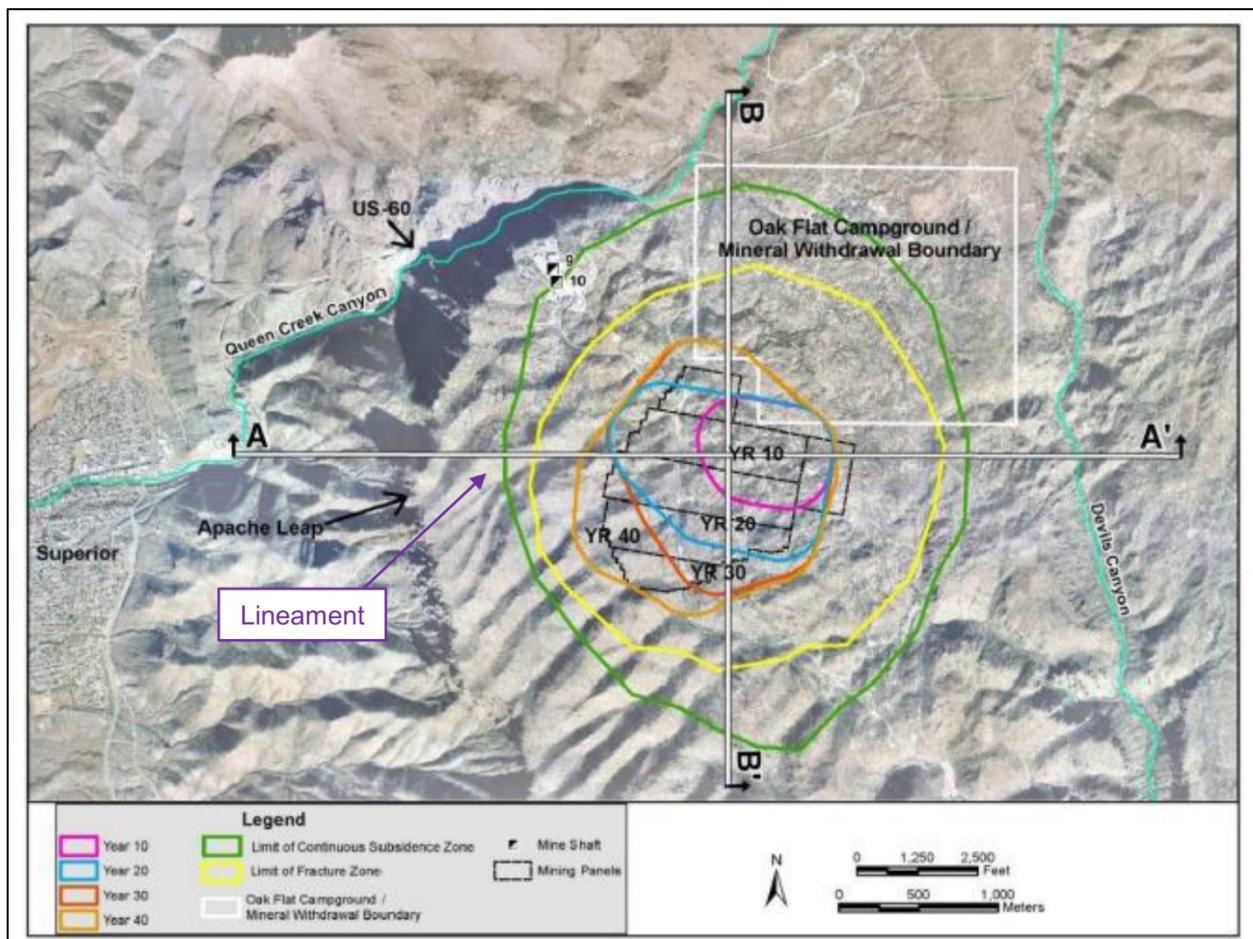 B
US-60
Oak Flat Campground /
Mineral Withdrawal Boundary
9
10
Queen Creek Canyon
A
A'
YR 10
Apache Leap
YR 20
YR 40
Superior
YR 30
Devils Canyon
Lineament
B'
Legend
Year 10
Year 20
Year 30
Year 40
Limit of Continuous Subsidence Zone
Limit of Fracture Zone
Oak Flat Campground /
Mineral Withdrawal Boundary
Mine Shaft
Mining Panels
N
0 1,250 2,500
Feet
0 500 1,000
Meters